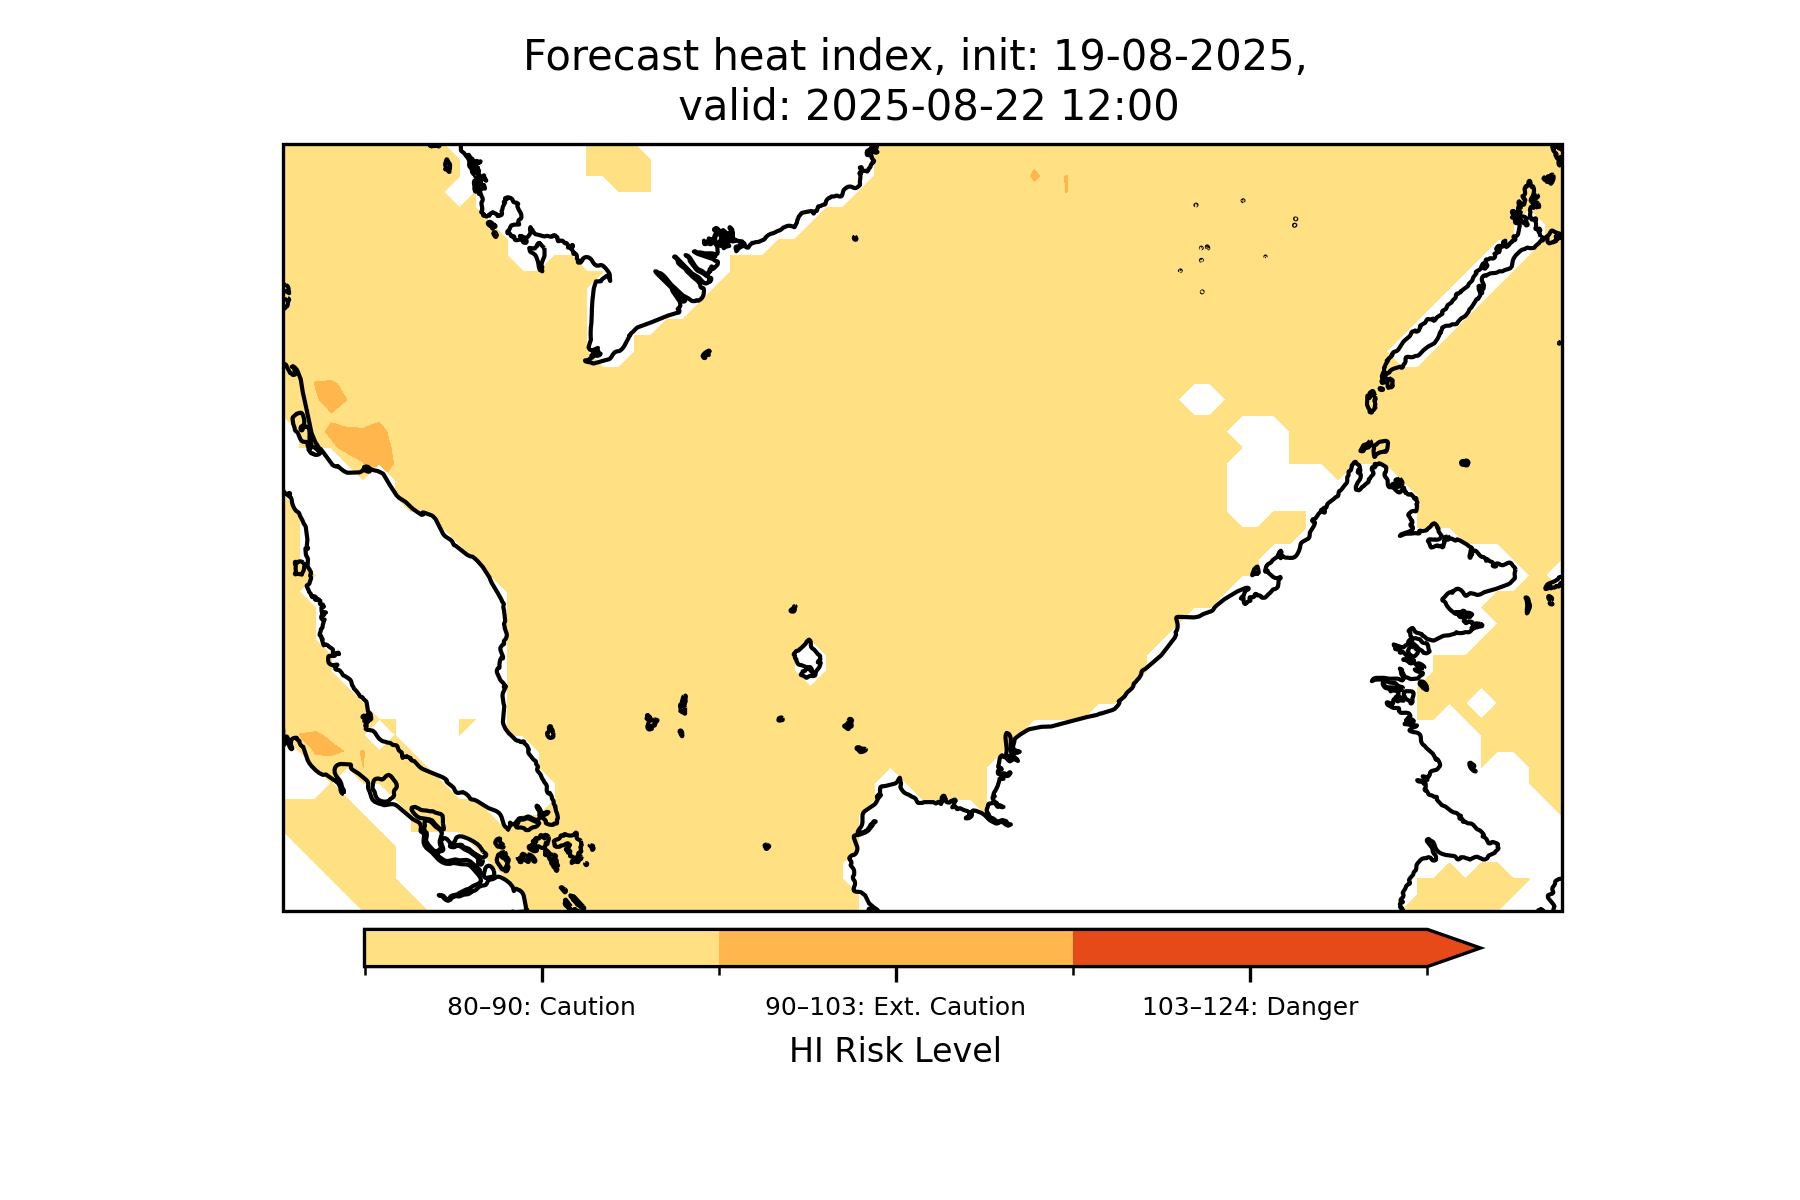 Forecast heat index, init: 19-08-2025,
valid: 2025-08-22 12:00
80–90: Caution
90–103: Ext. Caution
103–124: Danger
HI Risk Level